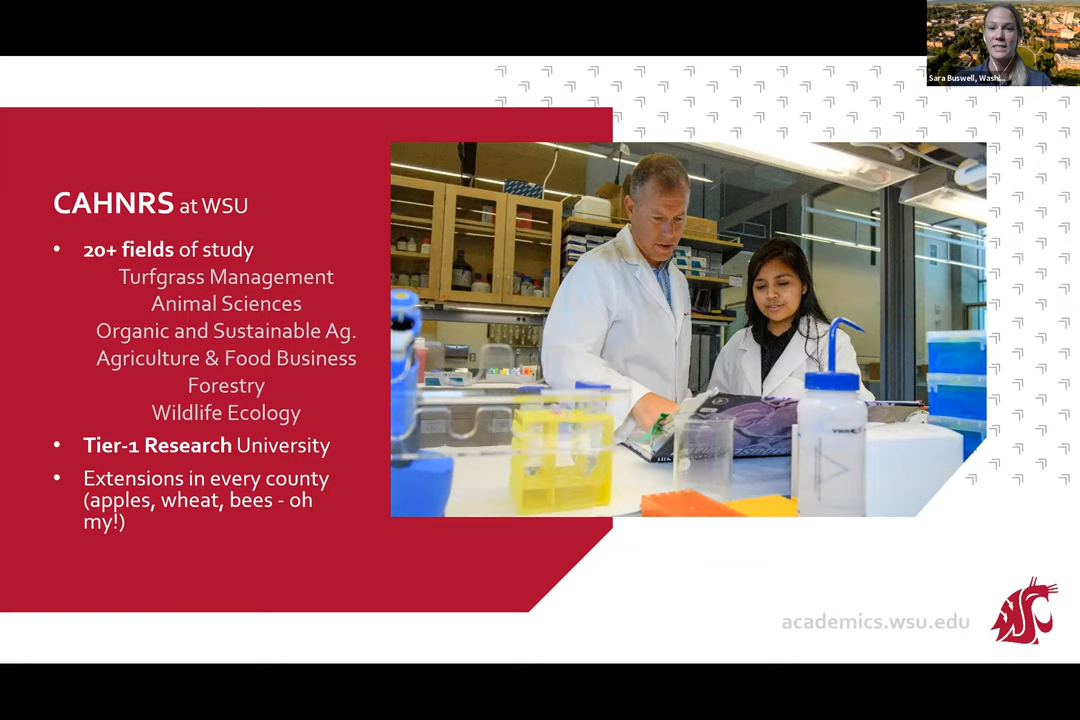 Sara Buswell, Washi...
CAHNRS at WSU
• 20+ fields of study
Turfgrass Management
Animal Sciences
Organic and Sustainable Ag.
Agriculture & Food Business
Forestry
Wildlife Ecology
• Tier-1 Research University
• Extensions in every county
(apples, wheat, bees - oh
my!)
academics.wsu.edu